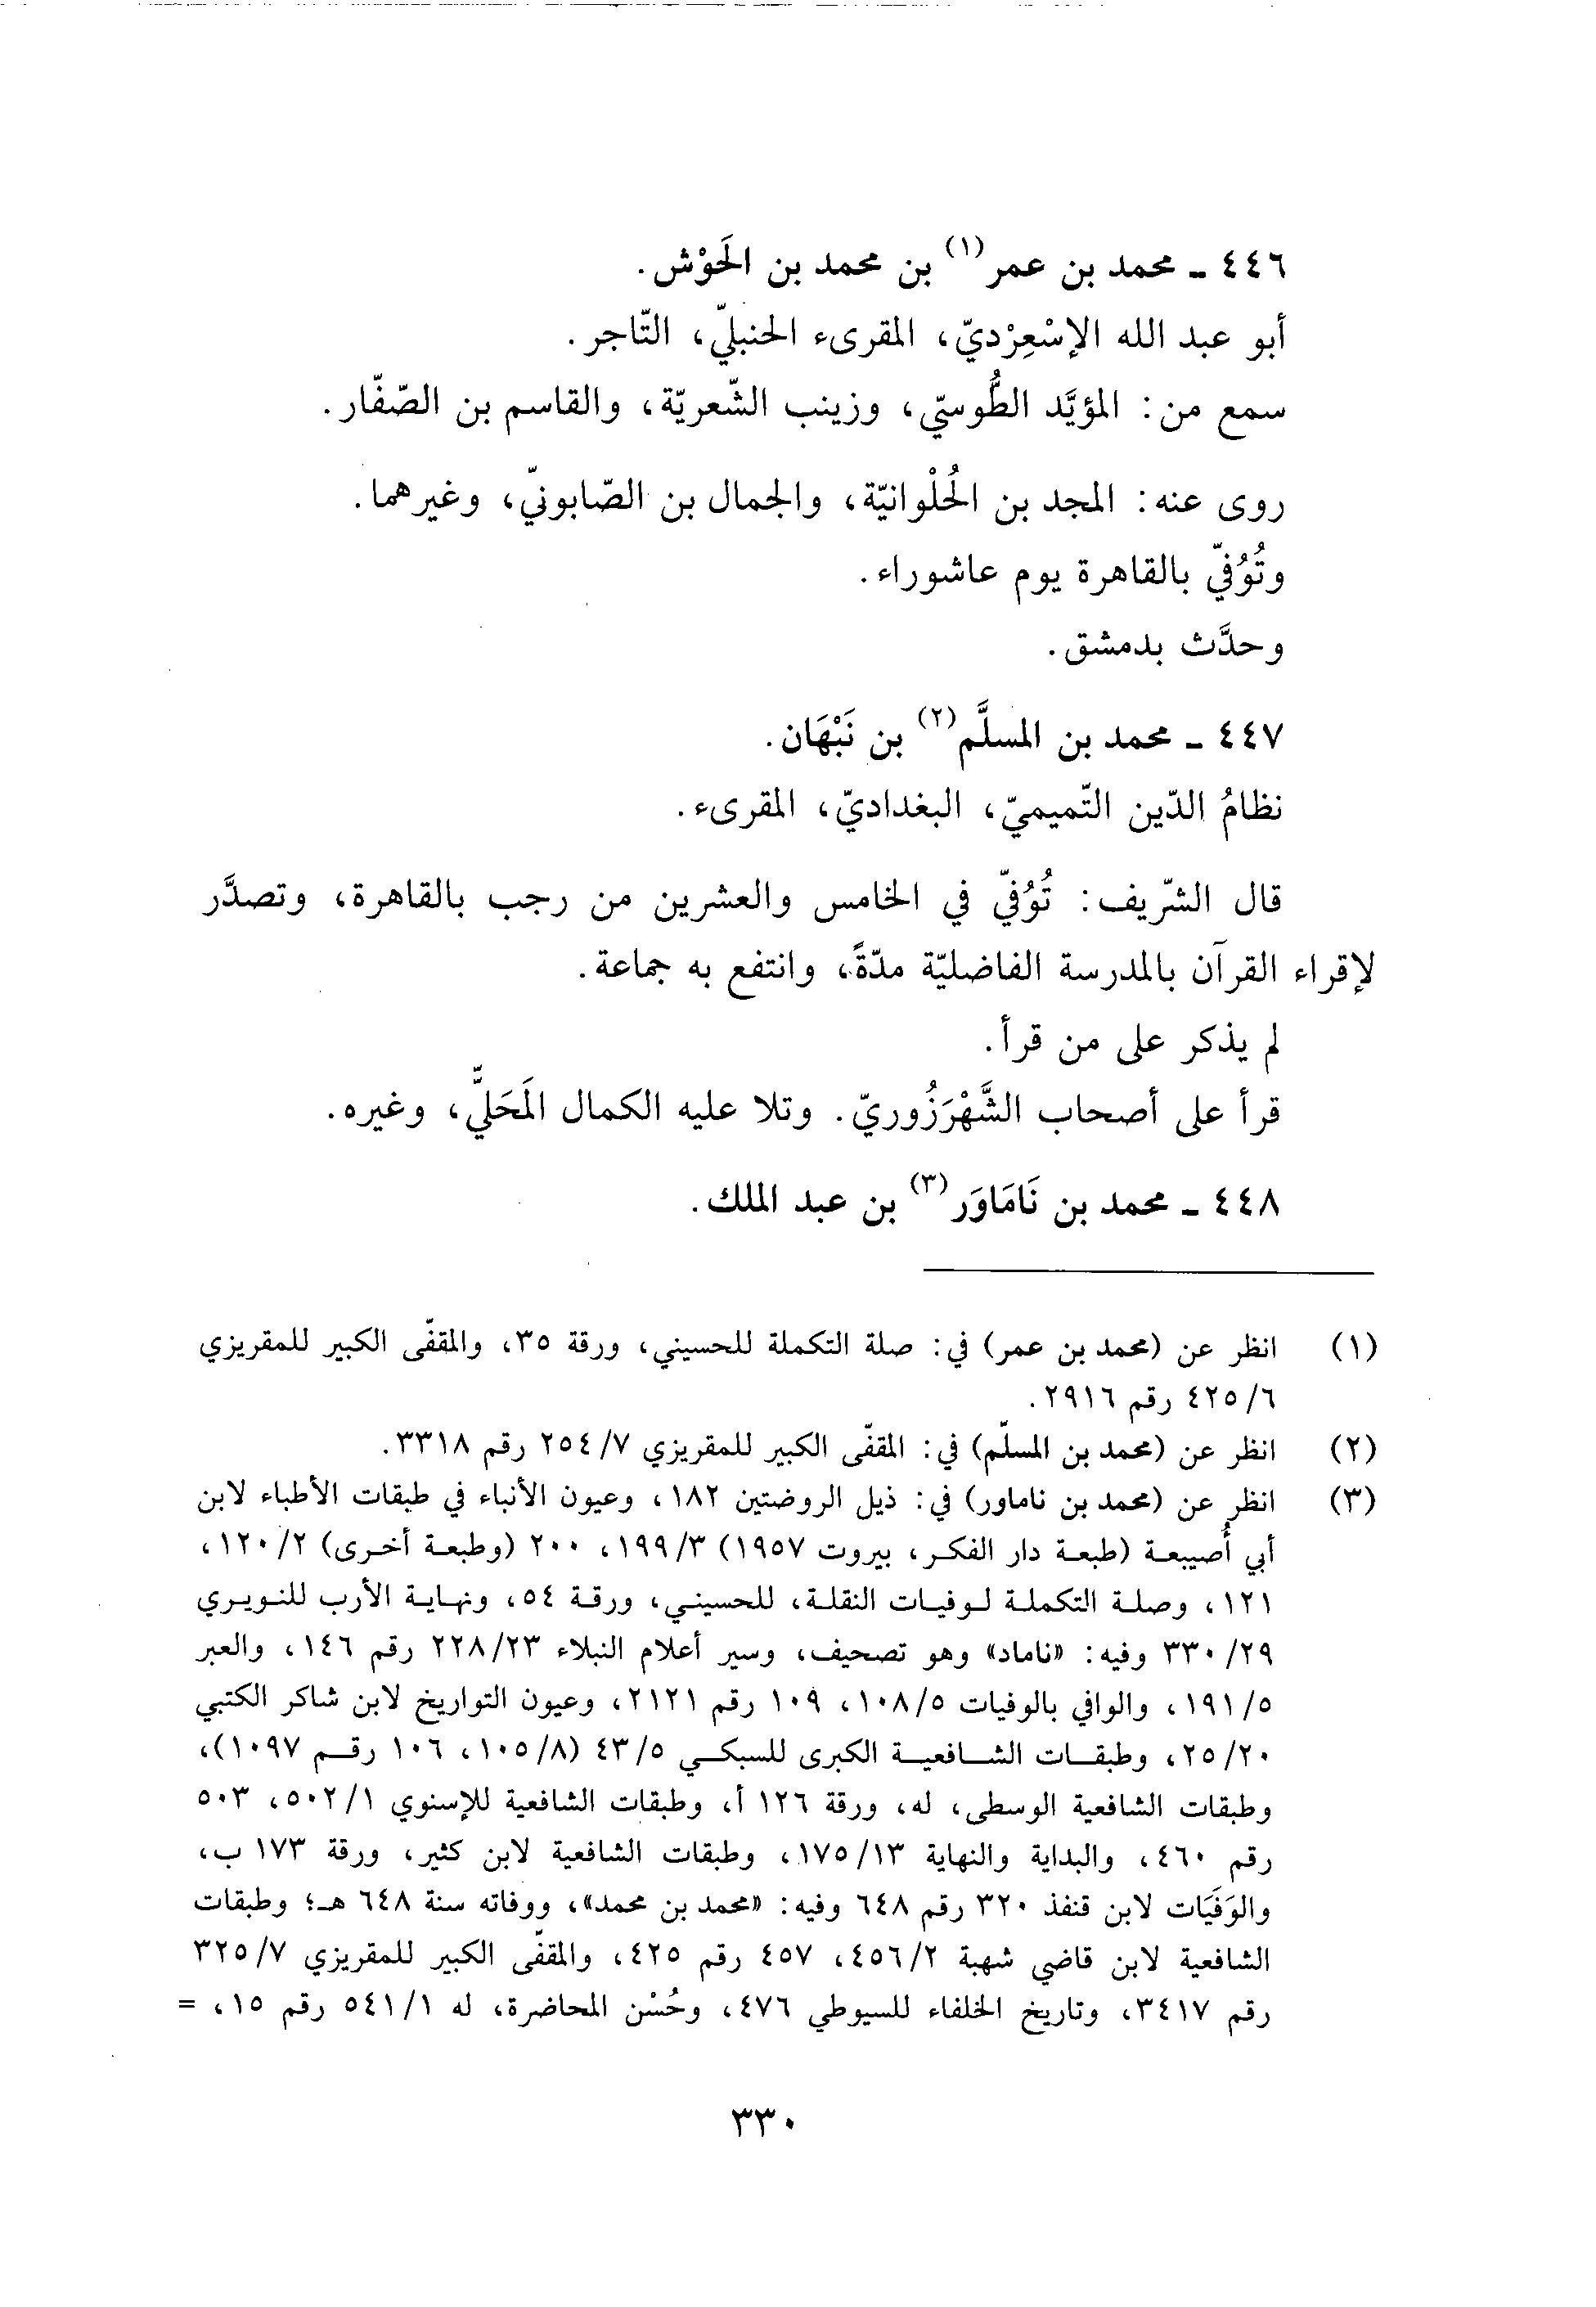 ٤٤٦ ـ محمد بن عمر(١) بن محمد بن الحَوْش.
أبو عبد الله الإسْعِرْديّ، المقرىء الحنبليّ، التّاجر.
سمع من: المؤيَّد الطُّوسيّ، وزينب الشّعريّة، والقاسم بن الصّفّار.
روى عنه: المجد بن الحُلْوانيّة، والجمال بن الصّابونيّ، وغيرهما.
وتُوُفّي بالقاهرة يوم عاشوراء.
وحدَّث بدمشق.
٤٤٧ ـ محمد بن المسلَّم(٢) بن نَبْهَان.
نظامُ الدّين التّميميّ، البغداديّ، المقرىء.
قال الشّريف: تُوُفّي في الخامس والعشرين من رجب بالقاهرة، وتصدَّر
لإقراء القرآن بالمدرسة الفاضليّة مدّةً، وانتفع به جماعة.
لم يذكر على من قرأ.
قرأ على أصحاب الشَّهْرَزُوريّ. وتلا عليه الكمال المَحَلّيّ، وغيره.
٤٤٨ ـ محمد بن نَامَاوَر(٣) بن عبد الملك.
(١) انظر عن (محمد بن عمر) في: صلة التكملة للحسيني، ورقة ٣٥، والمقفّى الكبير للمقريزي
٤٢٥/٦ رقم ٢٩١٦.
(٢) انظر عن (محمد بن المسلّم) في: المقفّى الكبير للمقريزي ٢٥٤/٧ رقم ٣٣١٨.
(٣) انظر عن (محمد بن ناماور) في: ذيل الروضتين ١٨٢، وعيون الأنباء في طبقات الأطباء لابن
أبي أُصيبعة (طبعة دار الفكر، بيروت ١٩٥٧) ١٩٩/٣، ٢٠٠ (وطبعة أخرى) ١٢٠/٢،
١٢١، وصلة التكملة لوفيات النقلة، للحسيني، ورقة ٥٤، ونهاية الأرب للنويري
٣٣٠/٢٩ وفيه: «ناماد» وهو تصحيف، وسير أعلام النبلاء ٢٢٨/٢٣ رقم ١٤٦، والعبر
١٩١/٥، والوافي بالوفيات ١٠٨/٥، ١٠٩ رقم ٢١٢١، وعيون التواريخ لابن شاكر الكتبي
٢٥/٢٠، وطبقات الشافعية الكبرى للسبكي ٤٣/٥ (١٠٥/٨، ١٠٦ رقم ١٠٩٧)،
وطبقات الشافعية الوسطى، له، ورقة ١٢٦ أ، وطبقات الشافعية للإسنوي ٥٠٢/١، ٥٠٣
رقم ٤٦٠، والبداية والنهاية ١٧٥/١٣، وطبقات الشافعية لابن كثير، ورقة ١٧٣ ب،
والوَفَيَات لابن قنفذ ٣٢٠ رقم ٦٤٨ وفيه: «محمد بن محمد»، ووفاته سنة ٦٤٨ هـ؛ وطبقات
الشافعية لابن قاضي شهبة ٤٥٦/٢، ٤٥٧ رقم ٤٢٥، والمقفّى الكبير للمقريزي ٣٢٥/٧
رقم ٣٤١٧، وتاريخ الخلفاء للسيوطي ٤٧٦، وحُسْن المحاضرة، له ٥٤١/١ رقم ١٥، =
٣٣٠